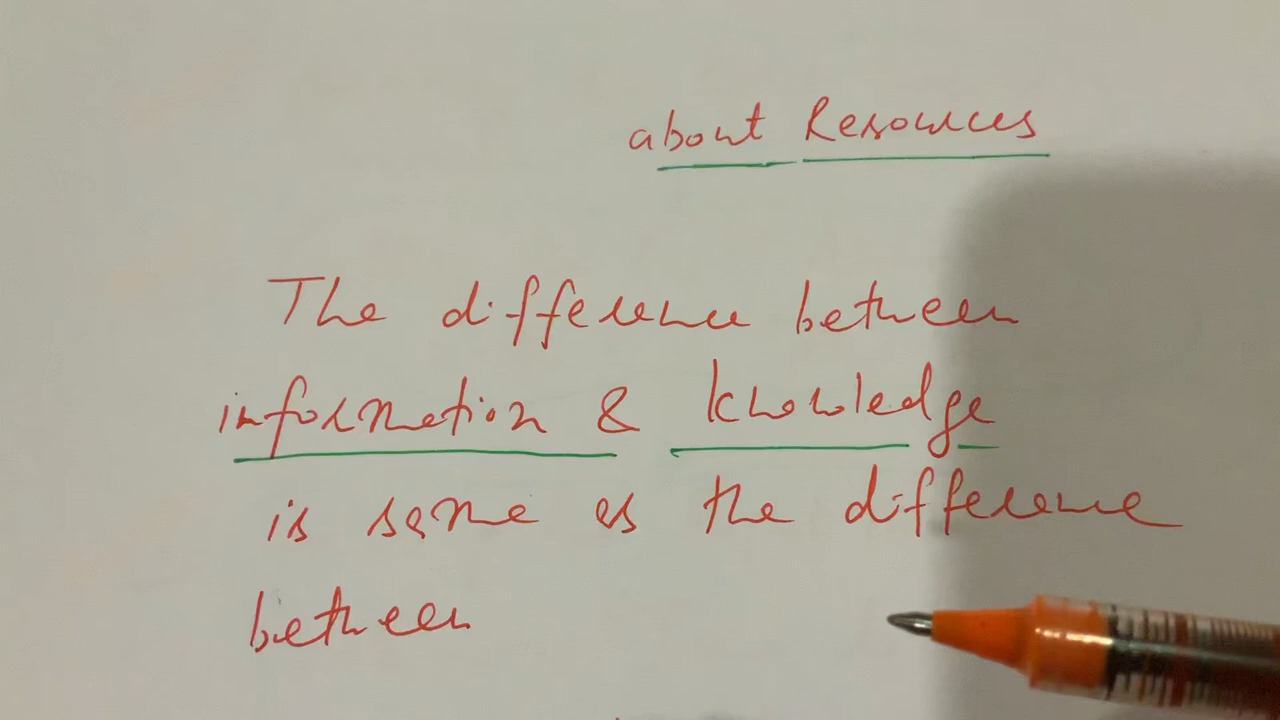 about Resources
The difference between
information & knowledge
is same as the difference
between